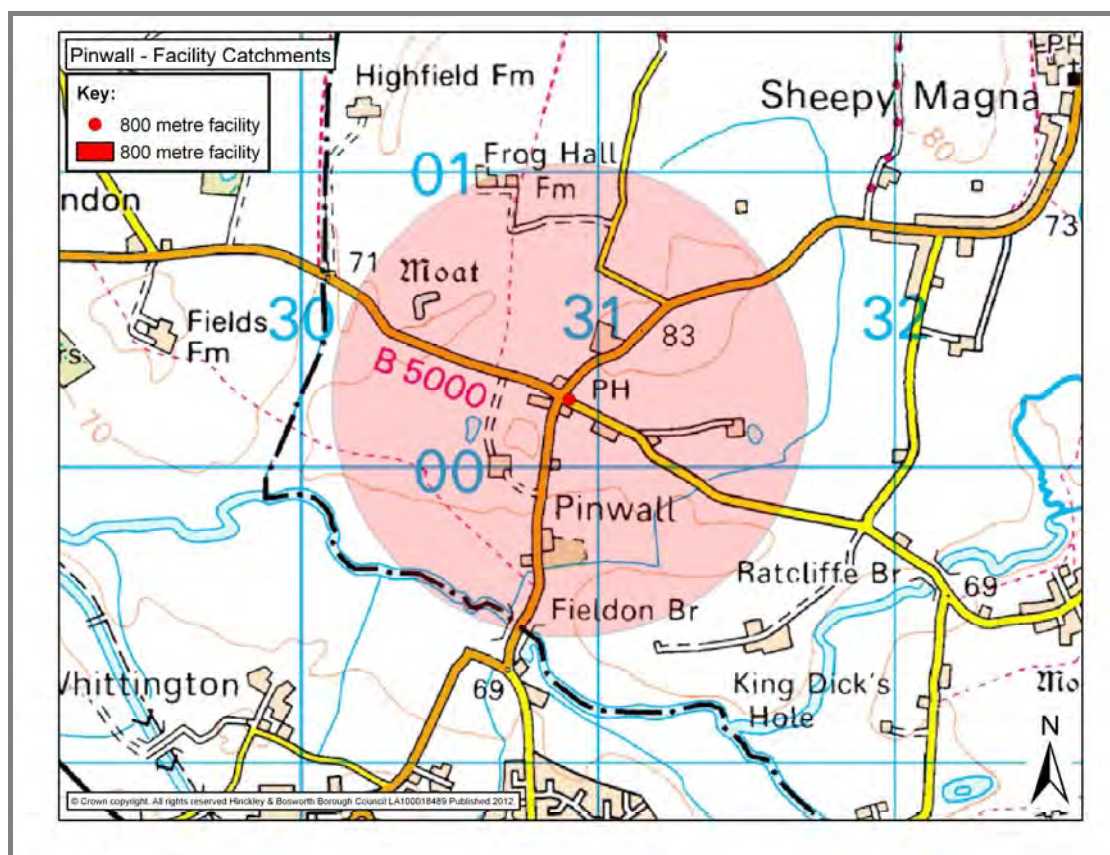 Pinwall - Facility Catchments
Key:
800 metre facility
800 metre facility
Highfield Fm
PH
Sheepy Magna
80
01
Frog Hall
Fm
ndon
73
71
Moat
30
31
32
Fields
Fm
83
rs
B 5000
PH
70
00
Pinwall
Ratcliffe Br
69
Fieldon Br
Whittington
69
King Dick's
Hole
Mo
N
© Crown copyright. All rights reserved Hinckley & Bosworth Borough Council LA100018489 Published 2012